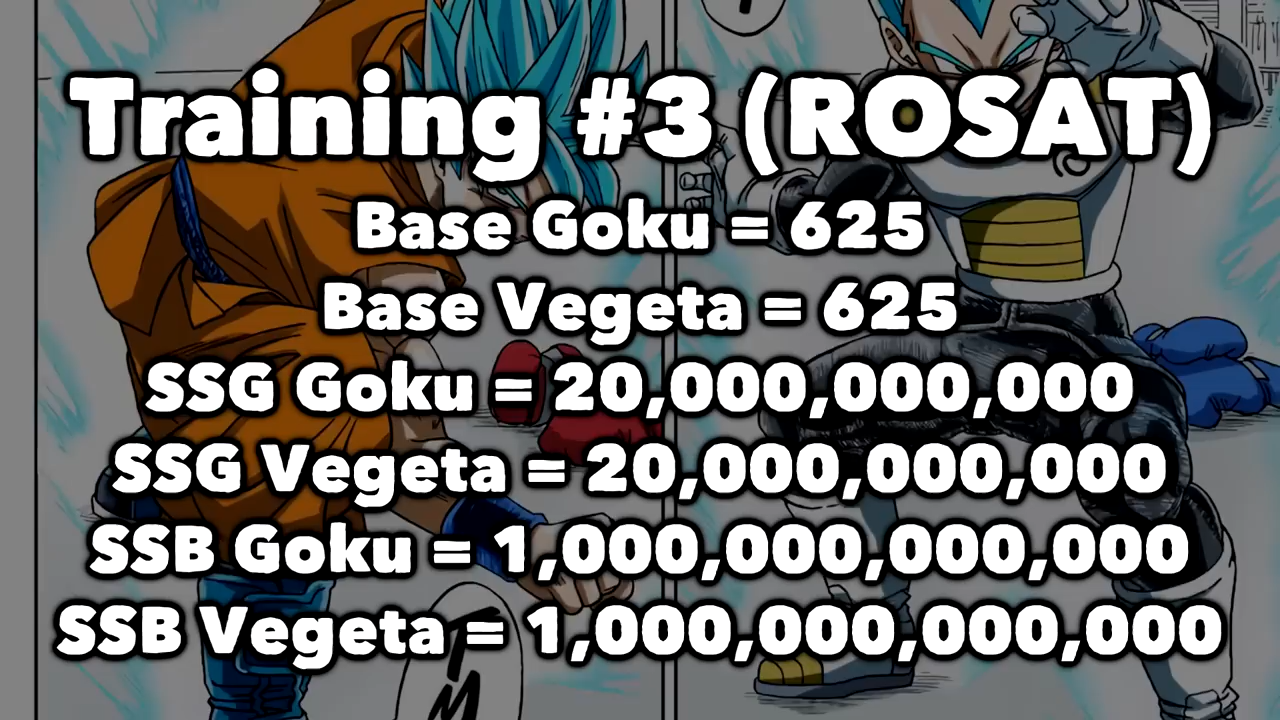 Training #3 (ROSAT)
Base Goku = 625
Base Vegeta = 625
SSG Goku = 20,000,000,000
SSG Vegeta = 20,000,000,000
SSB Goku = 1,000,000,000,000
SSB Vegeta = 1,000,000,000,000